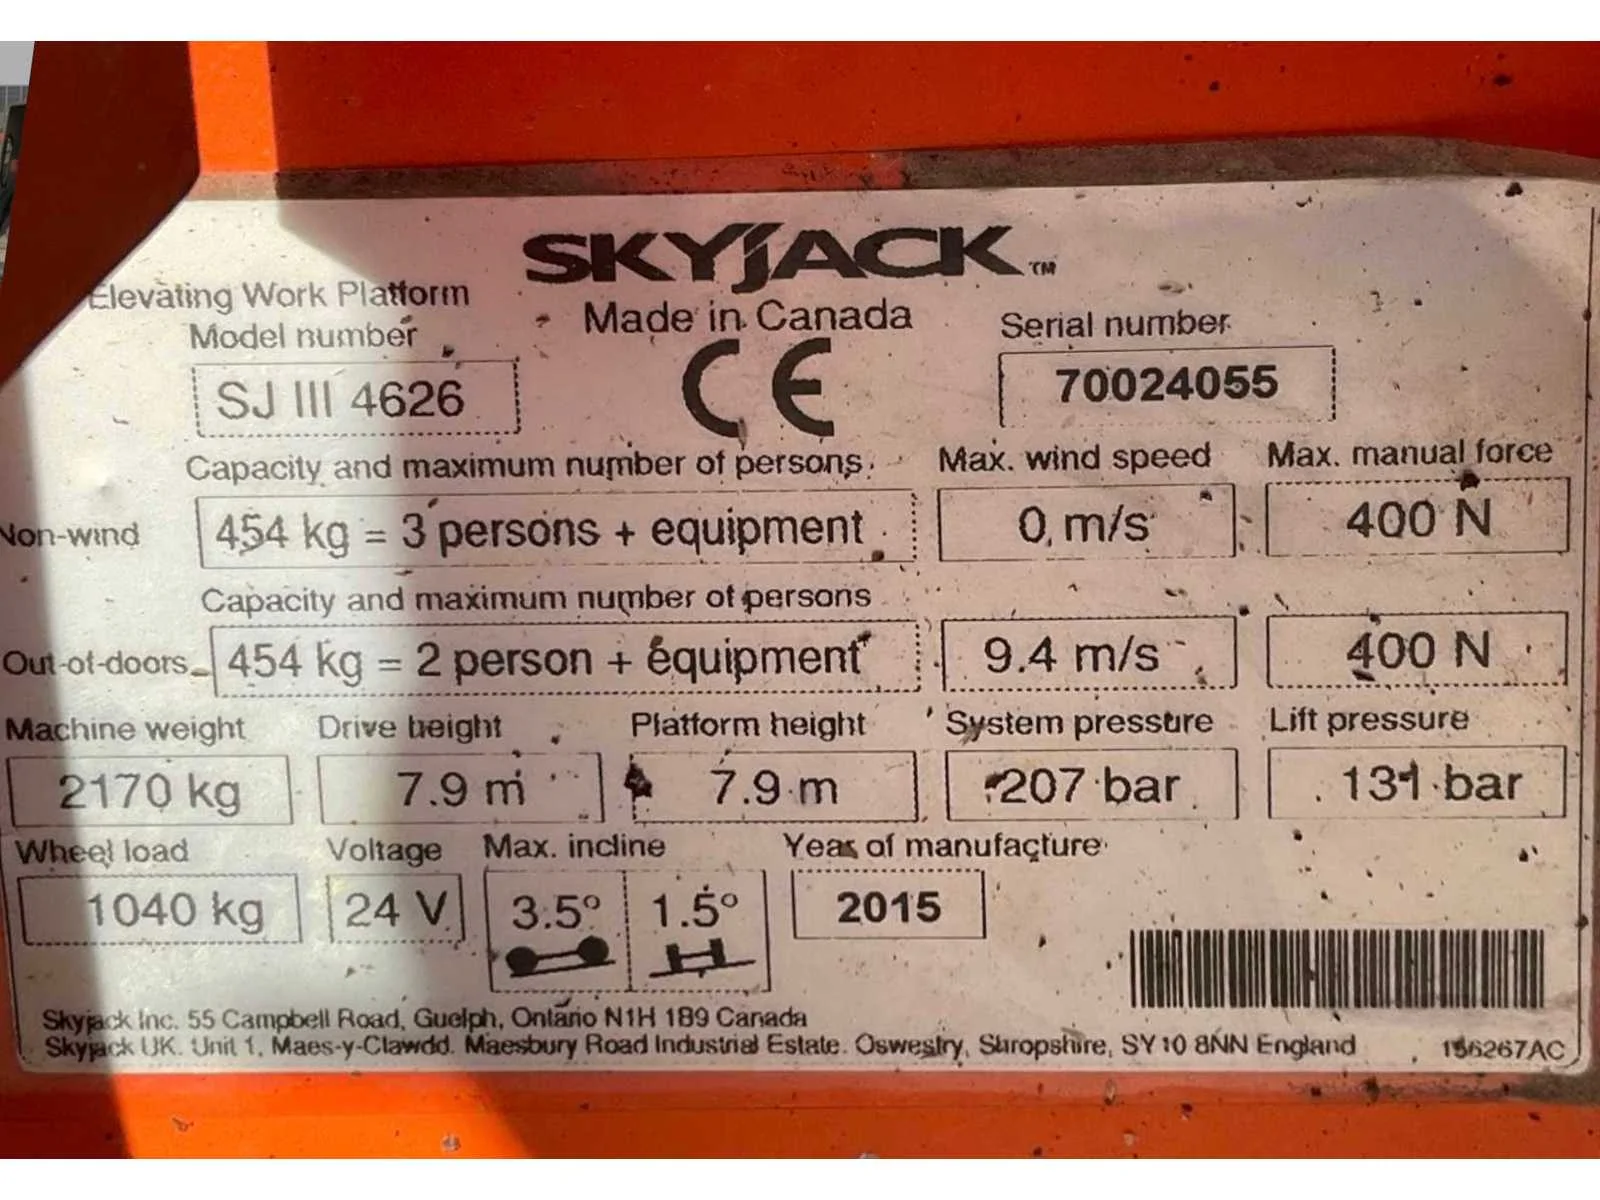 SKYJACK™
Elevating Work Platform
Made in Canada
Model number
Serial number
SJ III 4626
CE
70024055
Capacity and maximum number of persons
Max. wind speed
Max. manual force
Non-wind
454 kg = 3 persons + equipment
0 m/s
400 N
Capacity and maximum number of persons
Out-of-doors
454 kg = 2 person + equipment
9.4 m/s
400 N
Machine weight
Drive height
Platform height
System pressure
Lift pressure
2170 kg
7.9 m
7.9 m
207 bar
131 bar
Wheel load
Voltage
Max. incline
Year of manufacture
1040 kg
24 V
3.5°
1.5°
2015
Skyjack Inc. 55 Campbell Road, Guelph, Ontario N1H 1B9 Canada
Skyjack UK. Unit 1, Maes-y-Clawdd. Maesbury Road Industrial Estate. Oswestry, Shropshire, SY10 8NN England
156267AC